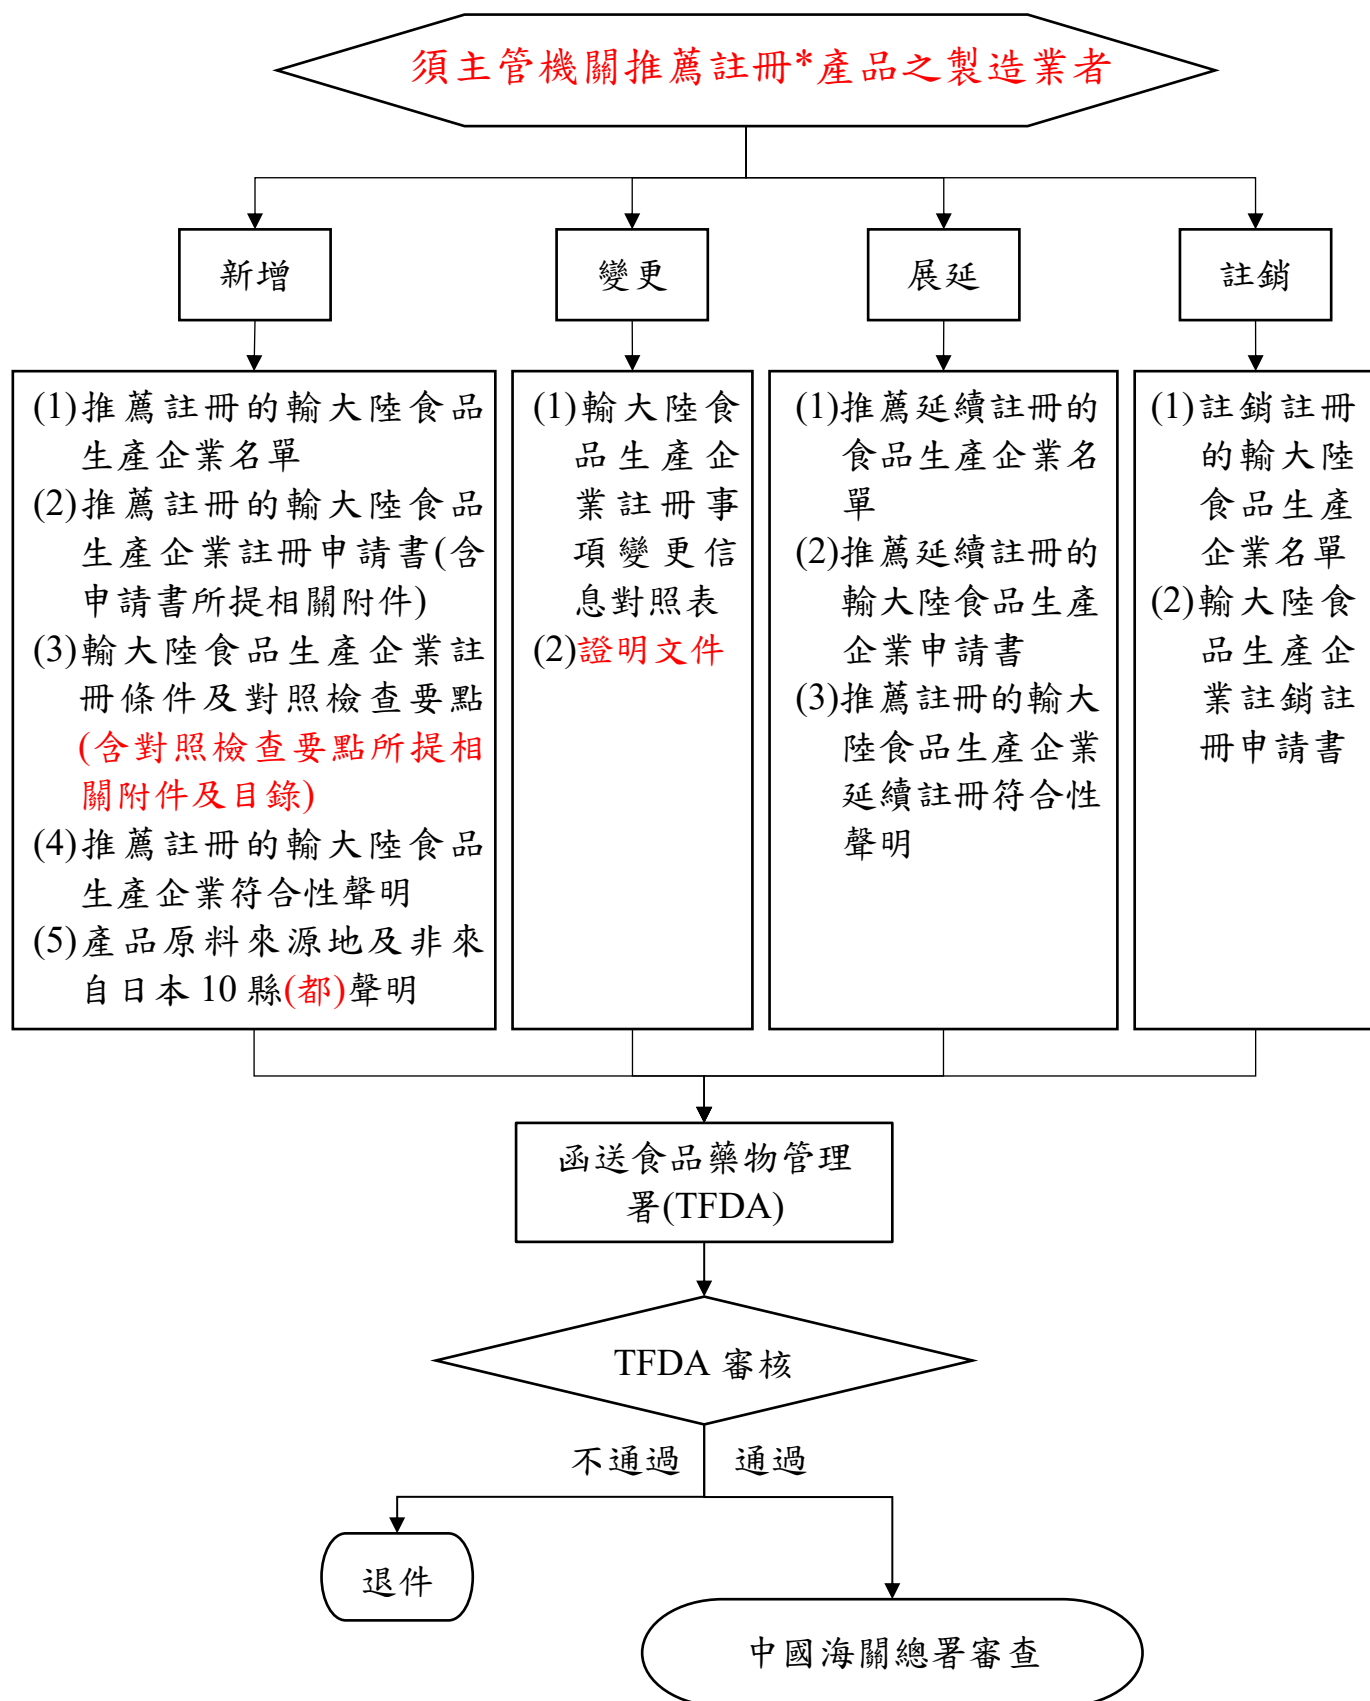 須主管機關推薦註冊*產品之製造業者
新增
變更
展延
註銷
(1)推薦註冊的輸大陸食品
生產企業名單
(2)推薦註冊的輸大陸食品
生產企業註冊申請書(含
申請書所提相關附件)
(3)輸大陸食品生產企業註
冊條件及對照檢查要點
(含對照檢查要點所提相
關附件及目錄)
(4)推薦註冊的輸大陸食品
生產企業符合性聲明
(5)產品原料來源地及非來
自日本 10 縣(都)聲明
(1)輸大陸食
品生產企
業註冊事
項變更信
息對照表
(2)證明文件
(1)推薦延續註冊的
食品生產企業名
單
(2)推薦延續註冊的
輸大陸食品生產
企業申請書
(3)推薦註冊的輸大
陸食品生產企業
延續註冊符合性
聲明
(1)註銷註冊
的輸大陸
食品生產
企業名單
(2)輸大陸食
品生產企
業註銷註
冊申請書
函送食品藥物管理
署(TFDA)
TFDA 審核
不通過
通過
退件
中國海關總署審查